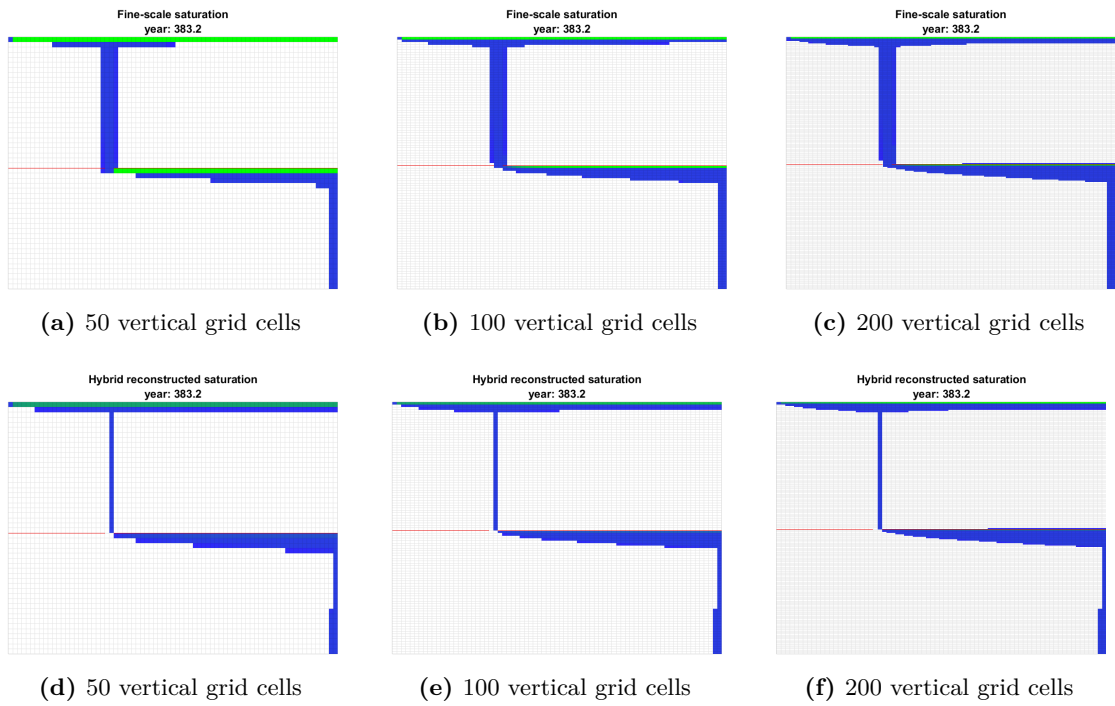 Fine-scale saturation
year: 383.2
Fine-scale saturation
year: 383.2
Fine-scale saturation
year: 383.2
(a) 50 vertical grid cells
(b) 100 vertical grid cells
(c) 200 vertical grid cells
Hybrid reconstructed saturation
year: 383.2
Hybrid reconstructed saturation
year: 383.2
Hybrid reconstructed saturation
year: 383.2
(d) 50 vertical grid cells
(e) 100 vertical grid cells
(f) 200 vertical grid cells